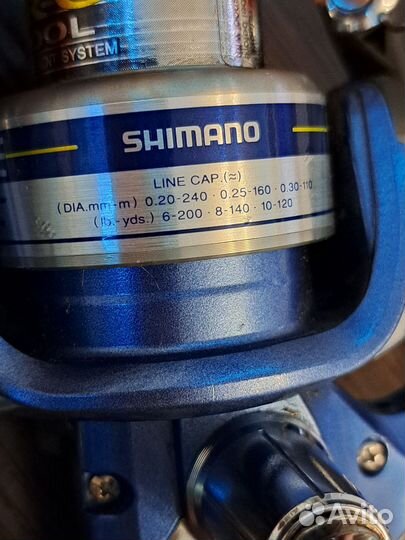 SYSTEM
SHIMANO
LINE CAP.(≈)
(DIA.mm-m) 0.20-240 · 0.25-160 · 0.30-110
(lb.-yds.) 6-200 · 8-140 · 10-120
Avito